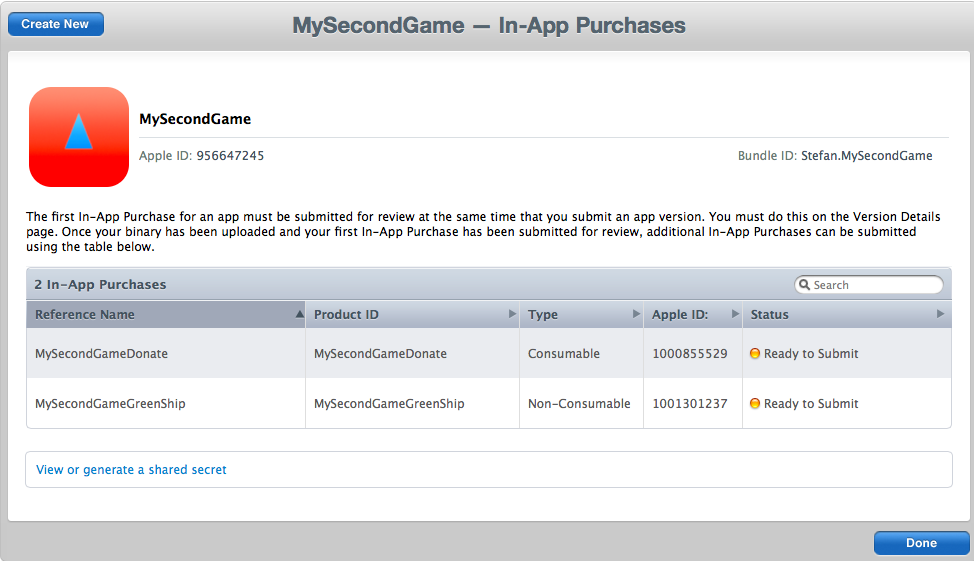 Create New
MySecondGame — In-App Purchases
MySecondGame
Apple ID: 956647245
Bundle ID: Stefan.MySecondGame
The first In-App Purchase for an app must be submitted for review at the same time that you submit an app version. You must do this on the Version Details
page. Once your binary has been uploaded and your first In-App Purchase has been submitted for review, additional In-App Purchases can be submitted
using the table below.
2 In-App Purchases
Search
Reference Name Product ID Type Apple ID: Status
MySecondGameDonate MySecondGameDonate Consumable 1000855529 Ready to Submit
MySecondGameGreenShip MySecondGameGreenShip Non-Consumable 1001301237 Ready to Submit
View or generate a shared secret
Done